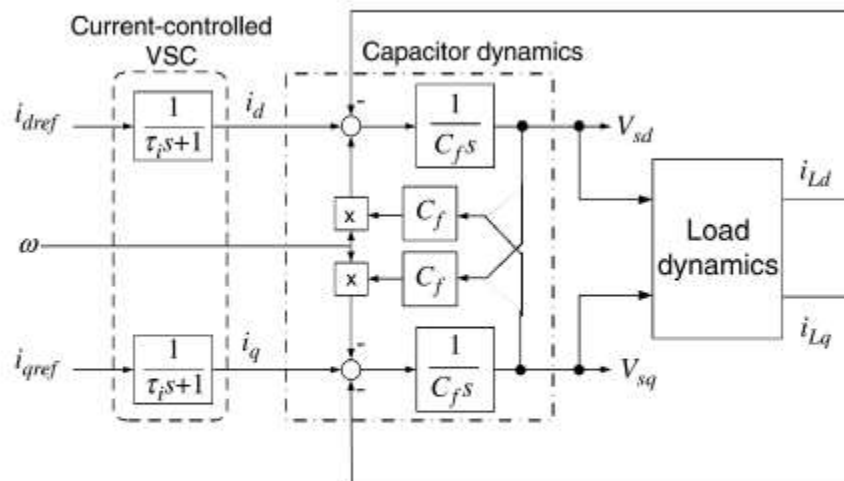 Current-controlled
VSC
Capacitor dynamics
i_dref
1
τ_i s+1
i_d
-
1
C_f s
V_sd
i_Ld
x
C_f
ω
Load
dynamics
x
C_f
i_Lq
i_qref
1
τ_i s+1
i_q
-
-
1
C_f s
V_sq